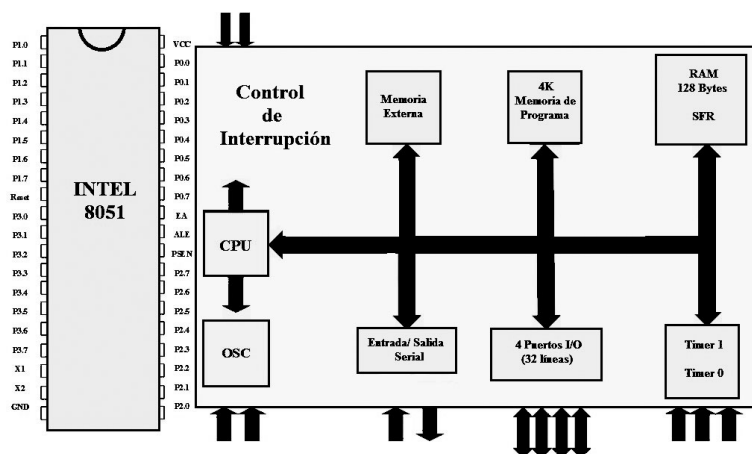 P1.0
P1.1
P1.2
P1.3
P1.4
P1.5
P1.6
P1.7
Reset
P3.0
P3.1
P3.2
P3.3
P3.4
P3.5
P3.6
P3.7
X1
X2
GND
INTEL
8051
VCC
P0.0
P0.1
P0.2
P0.3
P0.4
P0.5
P0.6
P0.7
EA
ALE
PSEN
P2.7
P2.6
P2.5
P2.4
P2.3
P2.2
P2.1
P2.0
Control
de
Interrupción
Memoria
Externa
4K
Memoría de
Programa
RAM
128 Bytes
SFR
CPU
OSC
Entrada/ Salida
Serial
4 Puertos I/O
(32 líneas)
Timer 1
Timer 0